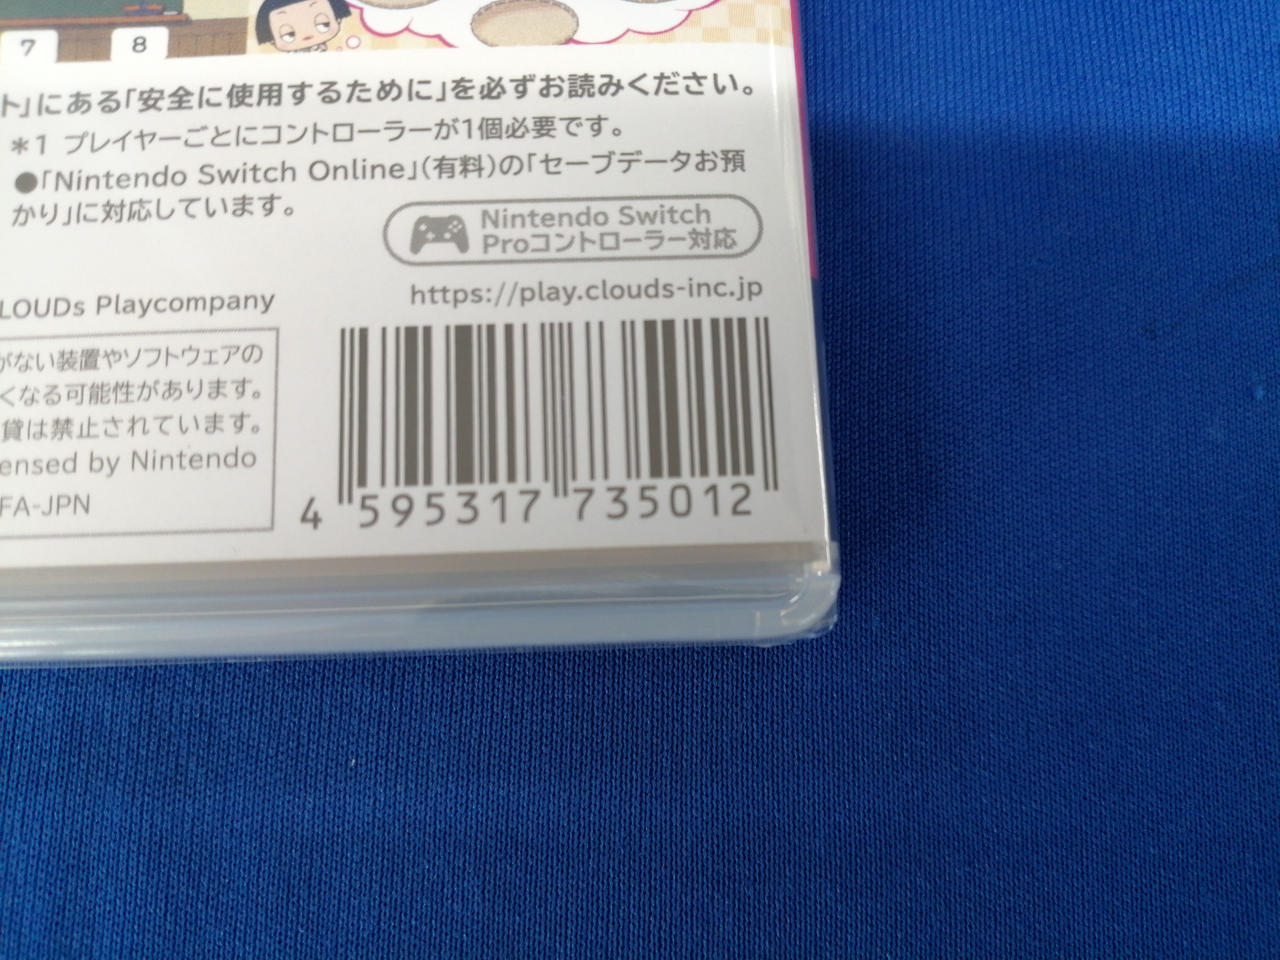 7 8
ト」にある「安全に使用するために」を必ずお読みください。
＊1 プレイヤーごとにコントローラーが1個必要です。
●「Nintendo Switch Online」(有料)の「セーブデータお預
かり」に対応しています。
Nintendo Switch
Proコントローラー対応
LOUDs Playcompany
https://play.clouds-inc.jp
がない装置やソフトウェアの
くなる可能性があります。
貸は禁止されています。
ensed by Nintendo
FA-JPN
4 595317 735012